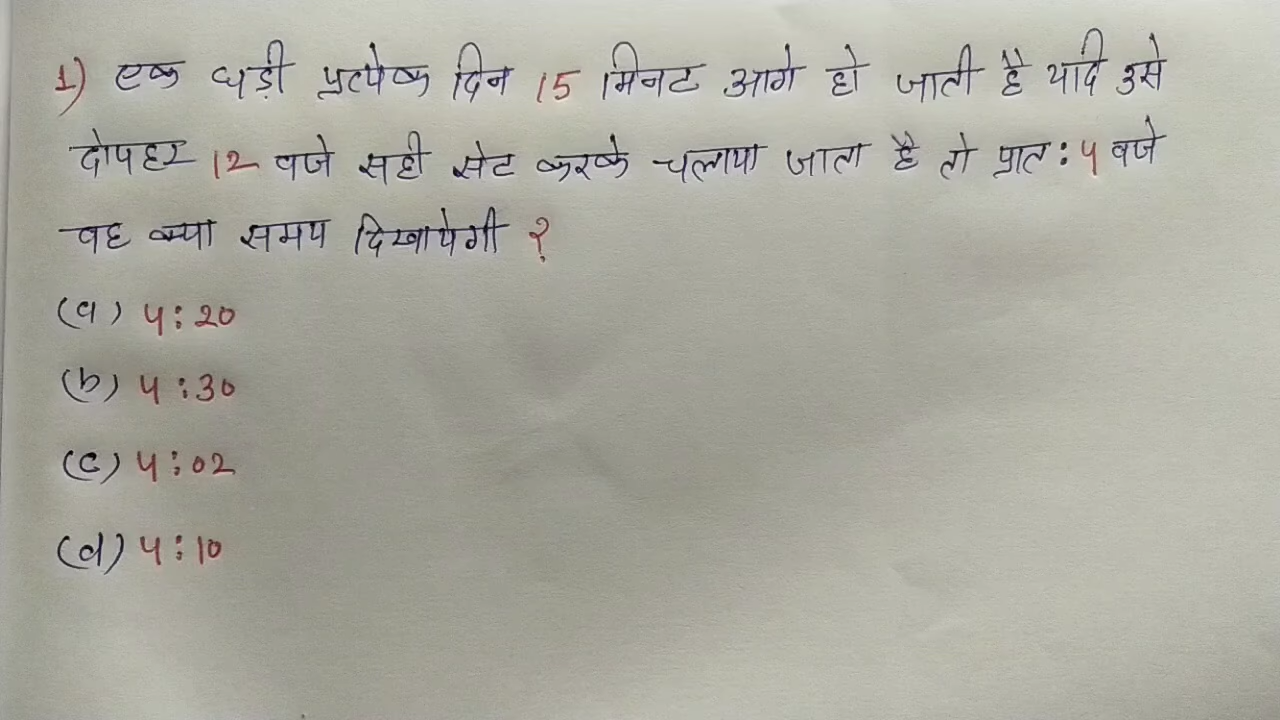 1) एक घड़ी प्रत्येक दिन 15 मिनट आगे हो जाती है यदि उसे
दोपहर 12 बजे सही सेट करके चलाया जाता है तो प्रात: 4 बजे
वह क्या समय दिखायेगी ?
(a) 4:20
(b) 4:30
(c) 4:02
(d) 4:10